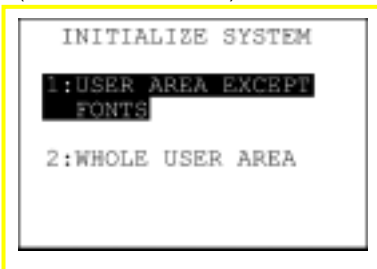 INITIALIZE SYSTEM
1:USER AREA EXCEPT
FONTS
2:WHOLE USER AREA